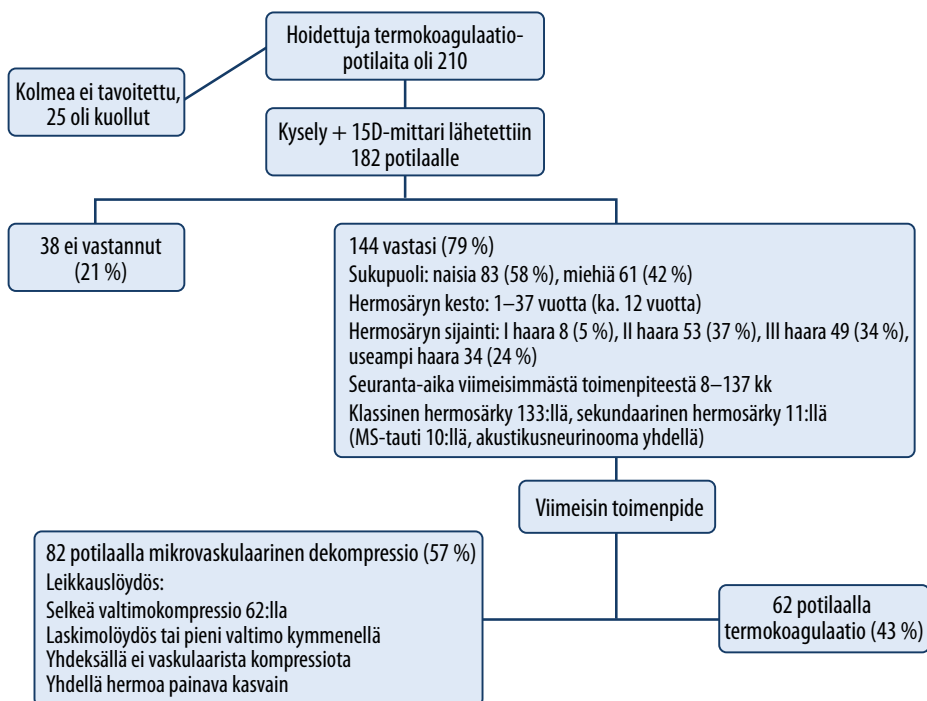 Hoidettuja termokoagulaatio-
potilaita oli 210
Kolmea ei tavoitettu,
25 oli kuollut
Kysely + 15D-mittari lähetettiin
182 potilaalle
38 ei vastannut
(21 %)
144 vastasi (79 %)
Sukupuoli: naisia 83 (58 %), miehiä 61 (42 %)
Hermosäryn kesto: 1–37 vuotta (ka. 12 vuotta)
Hermosäryn sijainti: I haara 8 (5 %), II haara 53 (37 %), III haara 49 (34 %),
useampi haara 34 (24 %)
Seuranta-aika viimeisimmästä toimenpiteestä 8–137 kk
Klassinen hermosärky 133:llä, sekundaarinen hermosärky 11:llä
(MS-tauti 10:llä, akustikusneurinooma yhdellä)
Viimeisin toimenpide
82 potilaalla mikrovaskulaarinen dekompressio (57 %)
Leikkauslöydös:
Selkeä valtimokompressio 62:lla
Laskimolöydös tai pieni valtimo kymmenellä
Yhdeksällä ei vaskulaarista kompressiota
Yhdellä hermoa painava kasvain
62 potilaalla
termokoagulaatio (43 %)